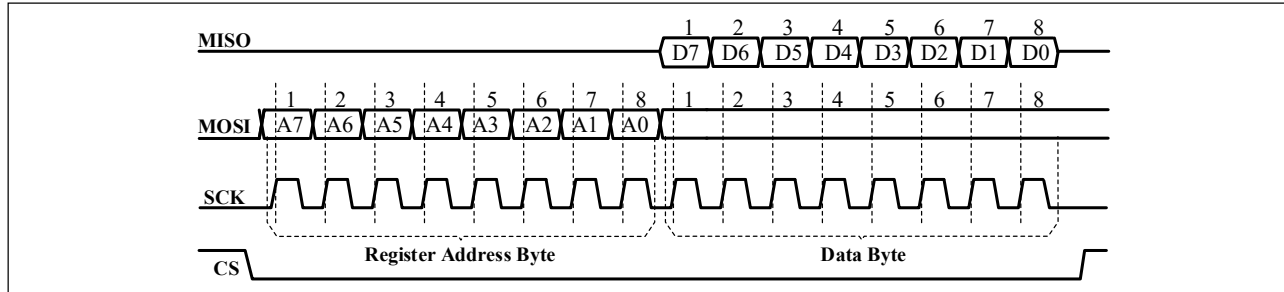 1 2 3 4 5 6 7 8
MISO D7 D6 D5 D4 D3 D2 D1 D0
1 2 3 4 5 6 7 8 1 2 3 4 5 6 7 8
MOSI A7 A6 A5 A4 A3 A2 A1 A0
SCK
Register Address Byte Data Byte
CS